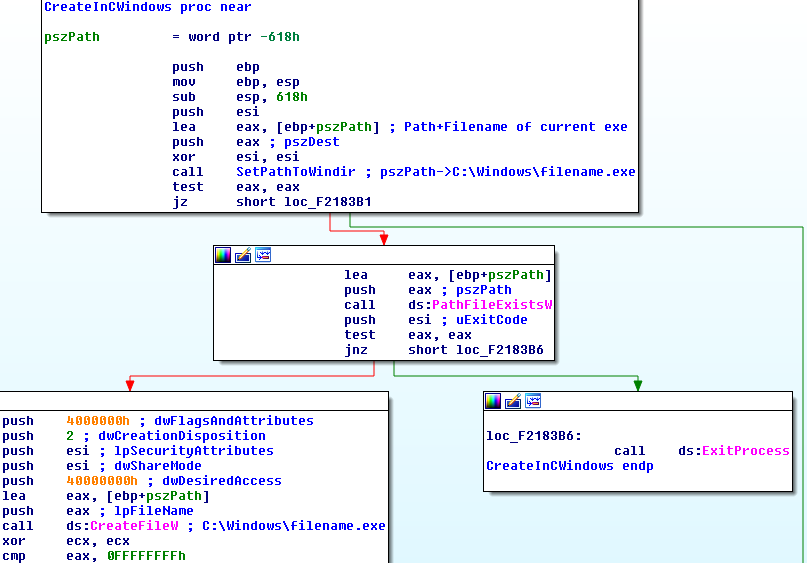 CreateInCWindows proc near
pszPath = word ptr -618h
push ebp
mov ebp, esp
sub esp, 618h
push esi
lea eax, [ebp+pszPath] ; Path+Filename of current exe
push eax ; pszDest
xor esi, esi
call SetPathToWindir ; pszPath->C:\Windows\filename.exe
test eax, eax
jz short loc_F2183B1
lea eax, [ebp+pszPath]
push eax ; pszPath
call ds:PathFileExistsW
push esi ; uExitCode
test eax, eax
jnz short loc_F2183B6
push 4000000h ; dwFlagsAndAttributes
push 2 ; dwCreationDisposition
push esi ; lpSecurityAttributes
push esi ; dwShareMode
push 40000000h ; dwDesiredAccess
lea eax, [ebp+pszPath]
push eax ; lpFileName
call ds:CreateFileW ; C:\Windows\filename.exe
xor ecx, ecx
cmp eax, 0FFFFFFFFh
loc_F2183B6:
call ds:ExitProcess
CreateInCWindows endp